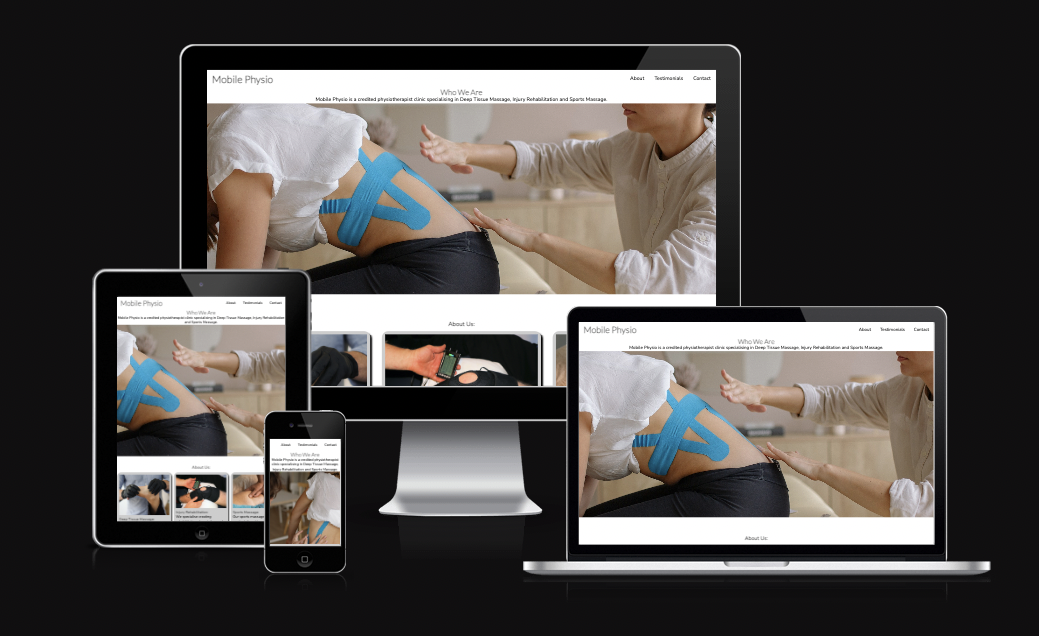 Mobile Physio
About Testimonials Contact
Who We Are
Mobile Physio is a credited physiotherapist clinic specialising in Deep Tissue Massage, Injury Rehabilitation and Sports Massage.
About Us:
Mobile Physio
About Testimonials Contact
Who We Are
Mobile Physio is a credited physiotherapist clinic specialising in Deep Tissue Massage, Injury Rehabilitation
and Sports Massage.
About Us:
Deep Tissue Massage
Injury Rehabilitation
We specialise in
Sports Massage
Our sports massage
About Testimonials Contact
Who We Are
Mobile Physio is a credited physiotherapist
clinic specialising in Deep Tissue Massage,
Injury Rehabilitation and Sports Massage.
Mobile Physio
About Testimonials Contact
Who We Are
Mobile Physio is a credited physiotherapist clinic specialising in Deep Tissue Massage, Injury Rehabilitation and Sports Massage.
About Us: